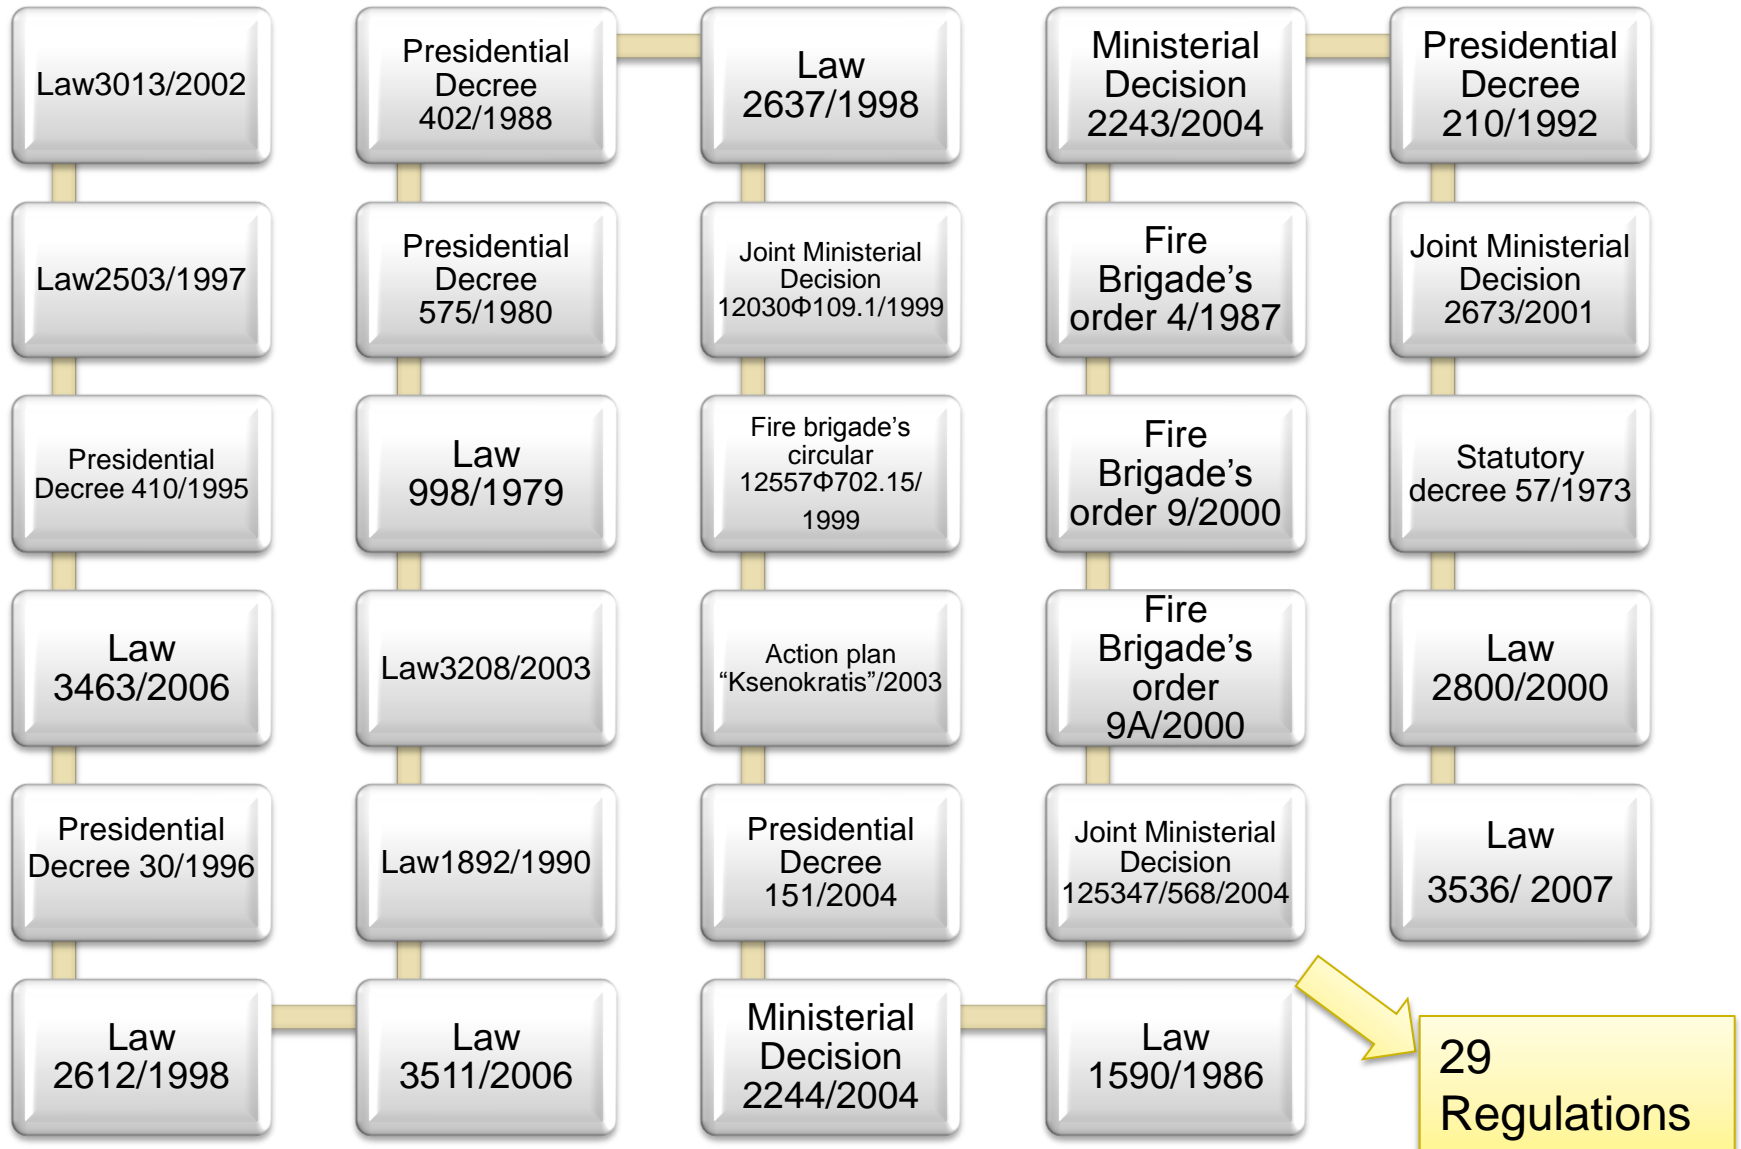 Law3013/2002
Law2503/1997
Presidential
Decree 410/1995
Law
3463/2006
Presidential
Decree 30/1996
Law
2612/1998
Law
3511/2006
Law1892/1990
Law3208/2003
Law
998/1979
Presidential
Decree
575/1980
Presidential
Decree
402/1988
Law
2637/1998
Joint Ministerial
Decision
12030Φ109.1/1999
Fire brigade’s
circular
12557Φ702.15/
1999
Action plan
“Ksenokratis”/2003
Presidential
Decree
151/2004
Ministerial
Decision
2244/2004
Law
1590/1986
Joint Ministerial
Decision
125347/568/2004
Fire
Brigade’s
order
9A/2000
Fire
Brigade’s
order 9/2000
Fire
Brigade’s
order 4/1987
Ministerial
Decision
2243/2004
Presidential
Decree
210/1992
Joint Ministerial
Decision
2673/2001
Statutory
decree 57/1973
Law
2800/2000
Law
3536/ 2007
29
Regulations